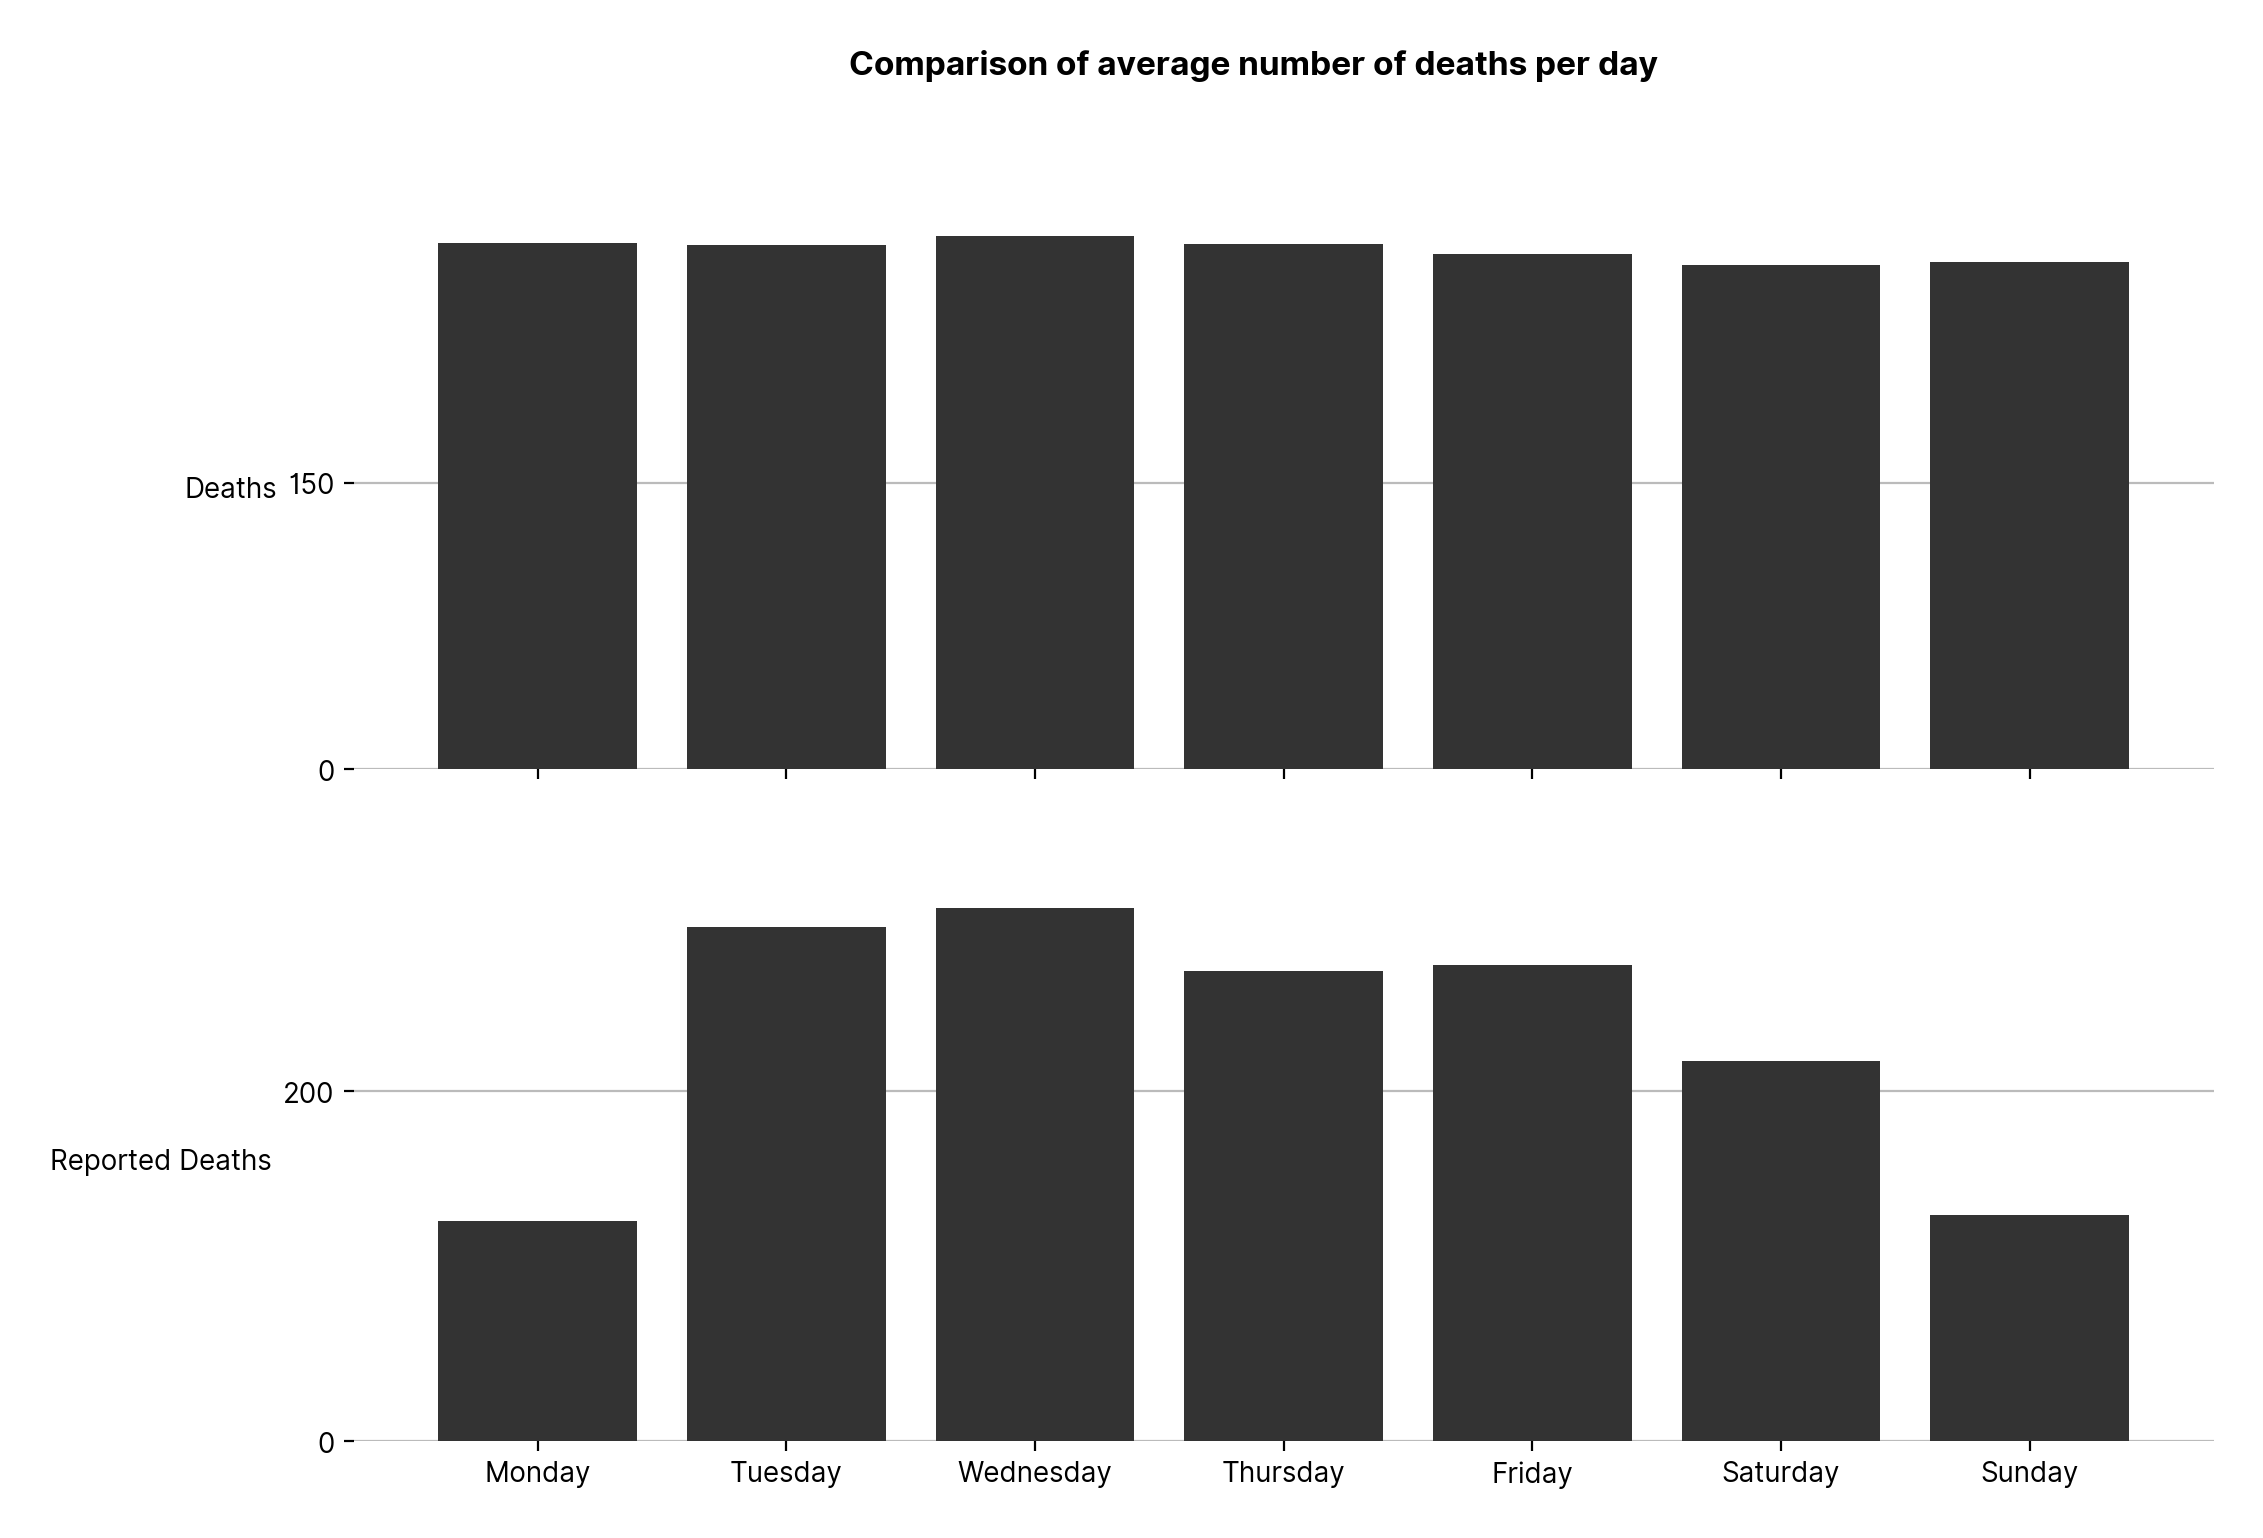 Comparison of average number of deaths per day
Deaths
150
0
200
Reported Deaths
0
Monday Tuesday Wednesday Thursday Friday Saturday Sunday